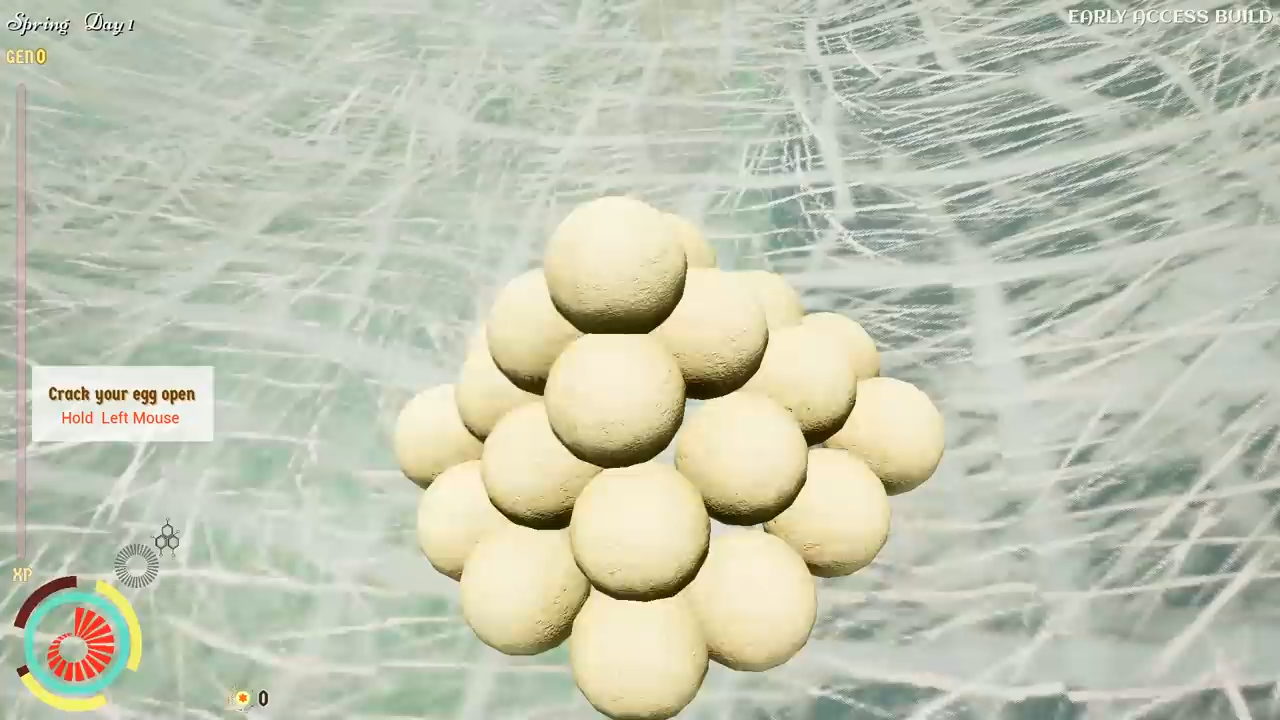 Spring Day 1
EARLY ACCESS BUILD
GEN 0
Crack your egg open
Hold Left Mouse
XP
0